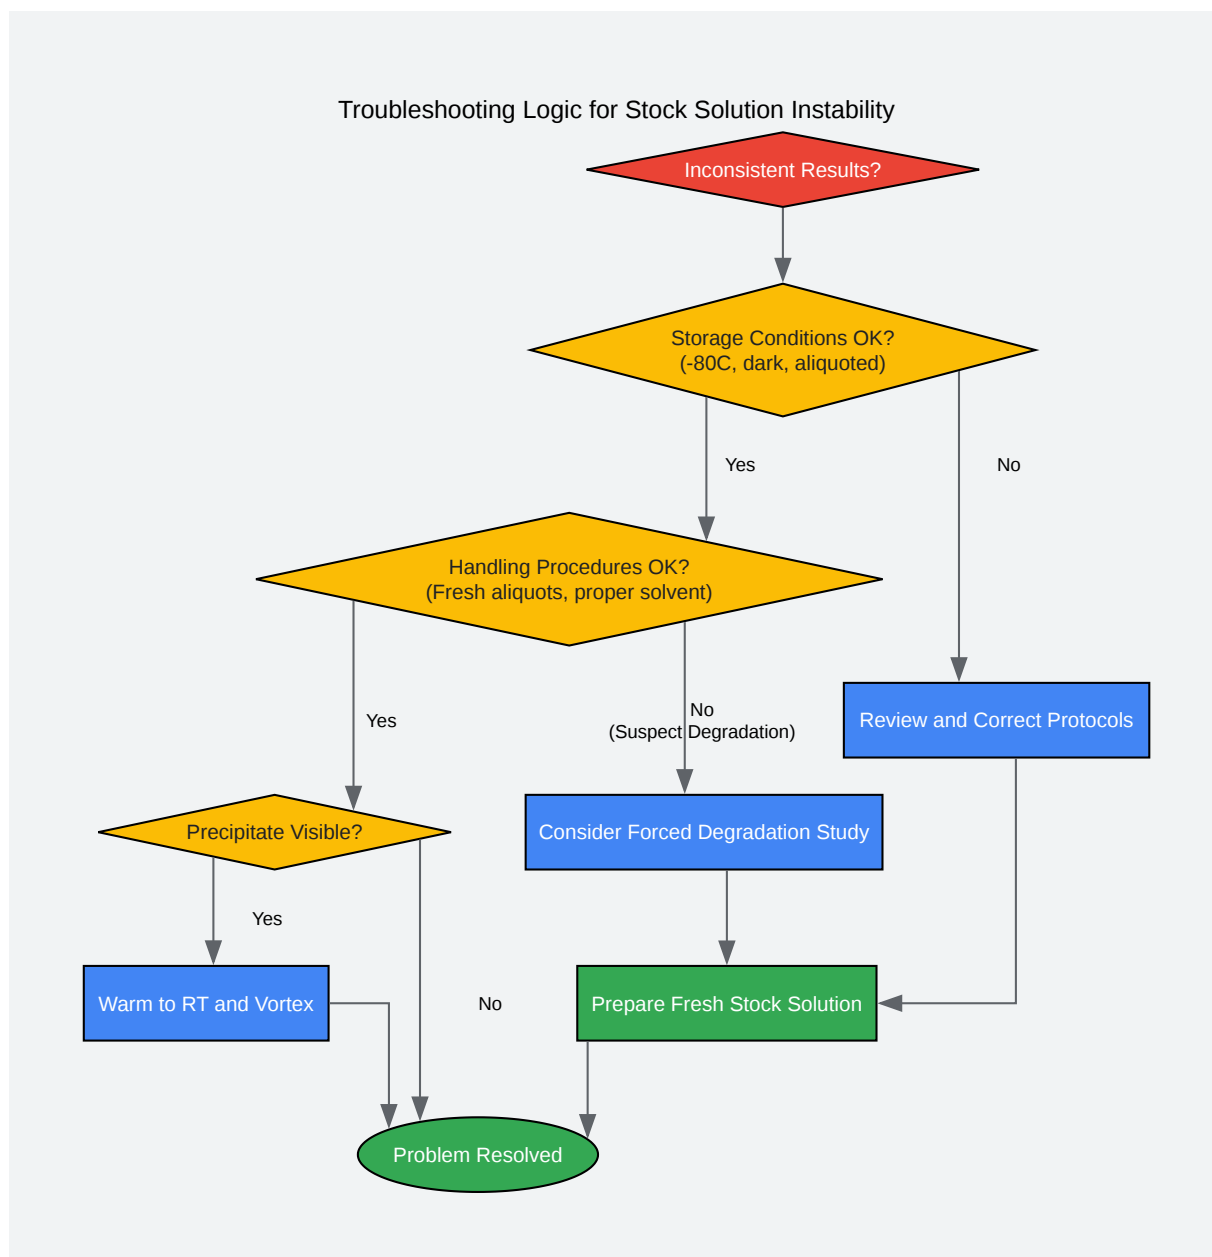 Troubleshooting Logic for Stock Solution Instability
Inconsistent Results?
Storage Conditions OK?
(-80C, dark, aliquoted)
Yes
No
Handling Procedures OK?
(Fresh aliquots, proper solvent)
Yes
No
(Suspect Degradation)
Review and Correct Protocols
Precipitate Visible?
Consider Forced Degradation Study
Yes
Warm to RT and Vortex
No
Prepare Fresh Stock Solution
Problem Resolved